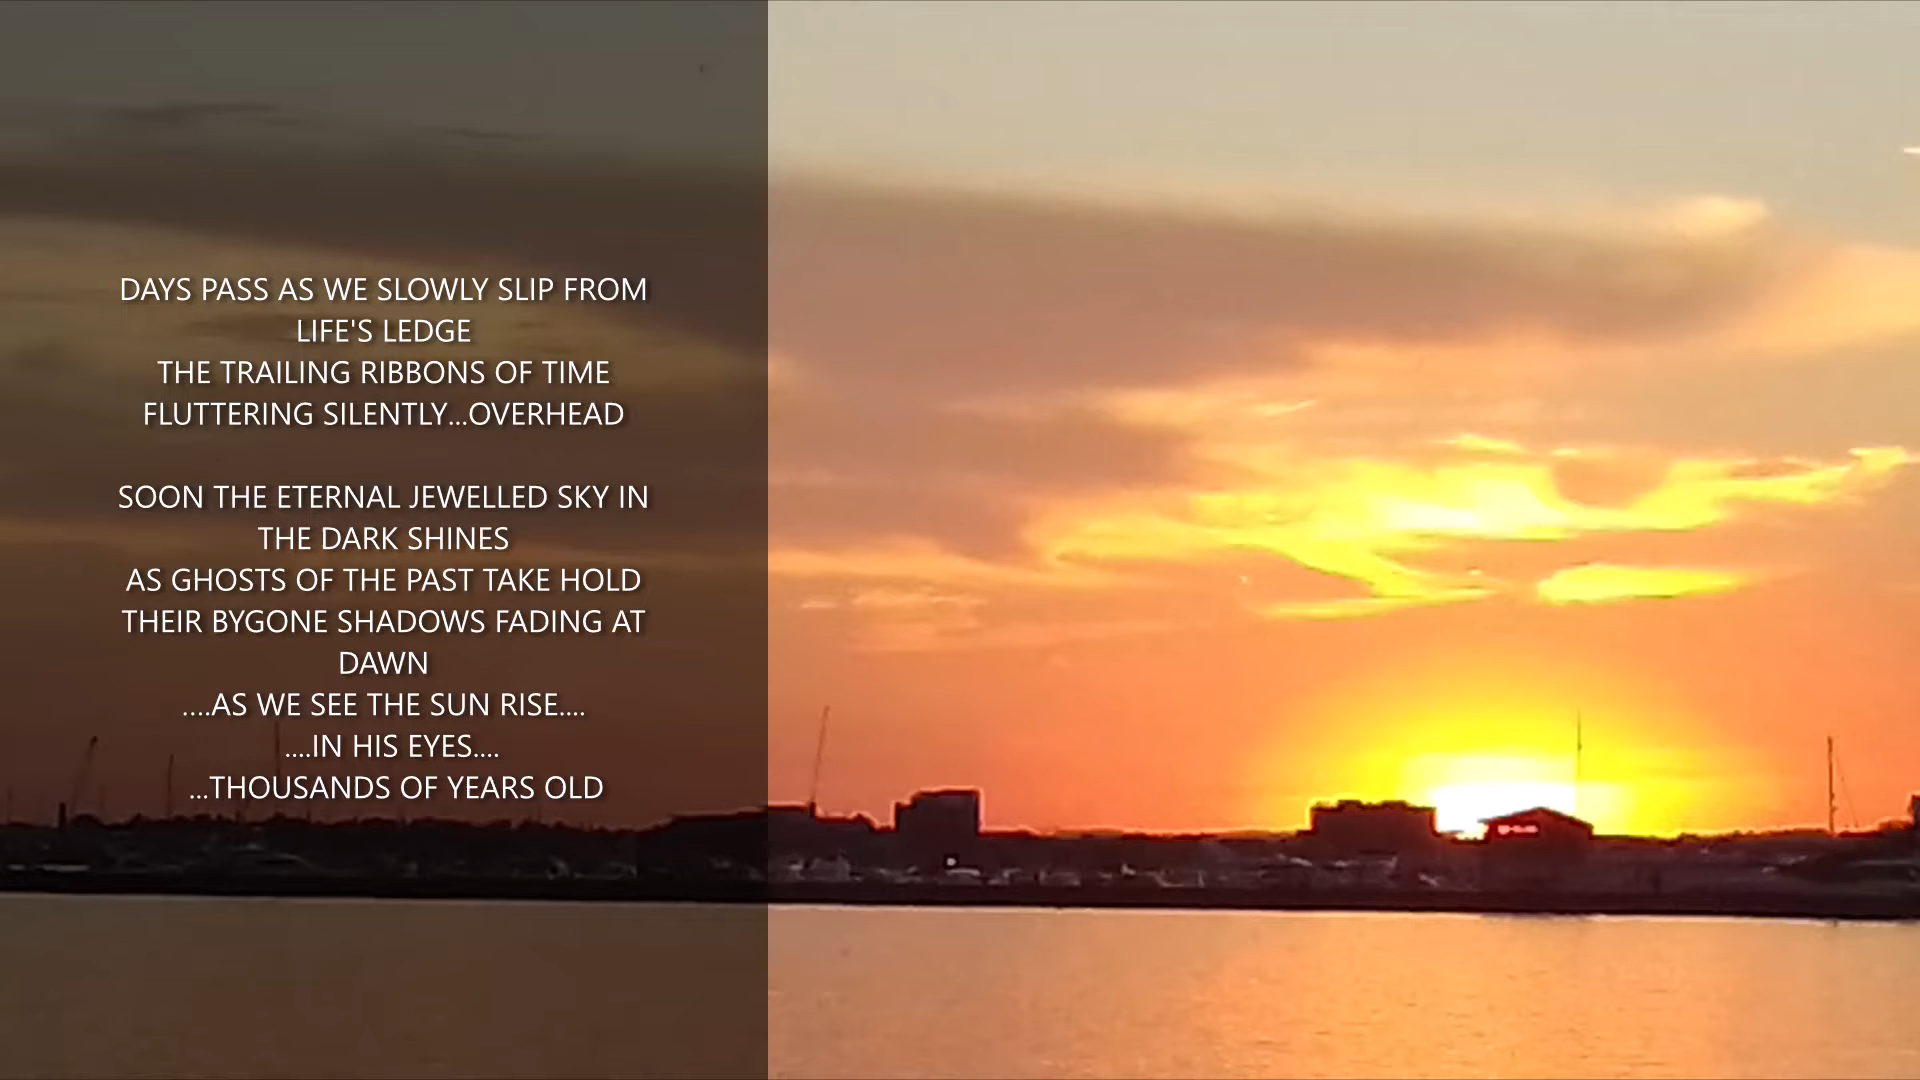 DAYS PASS AS WE SLOWLY SLIP FROM
LIFE'S LEDGE
THE TRAILING RIBBONS OF TIME
FLUTTERING SILENTLY...OVERHEAD
SOON THE ETERNAL JEWELLED SKY IN
THE DARK SHINES
AS GHOSTS OF THE PAST TAKE HOLD
THEIR BYGONE SHADOWS FADING AT
DAWN
....AS WE SEE THE SUN RISE....
....IN HIS EYES....
...THOUSANDS OF YEARS OLD